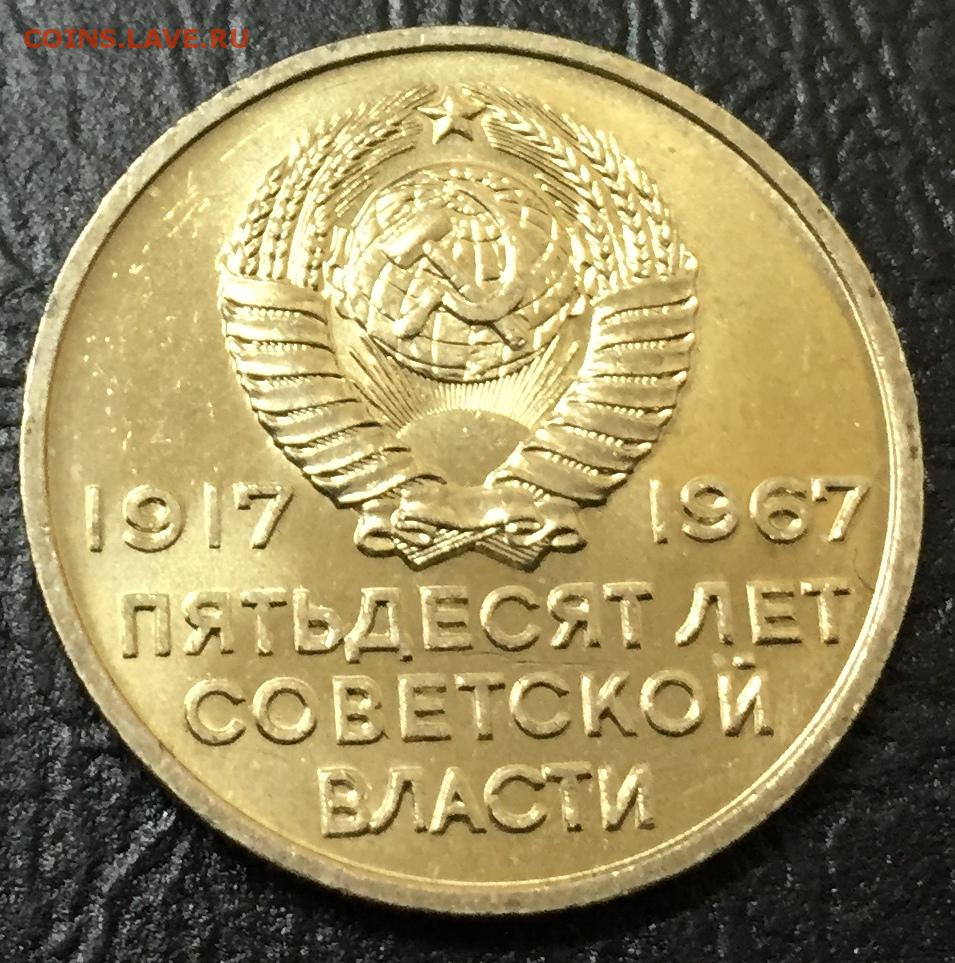 COINS.LAVE.RU
1917 1967
ПЯТЬДЕСЯТ ЛЕТ
СОВЕТСКОЙ
ВЛАСТИ